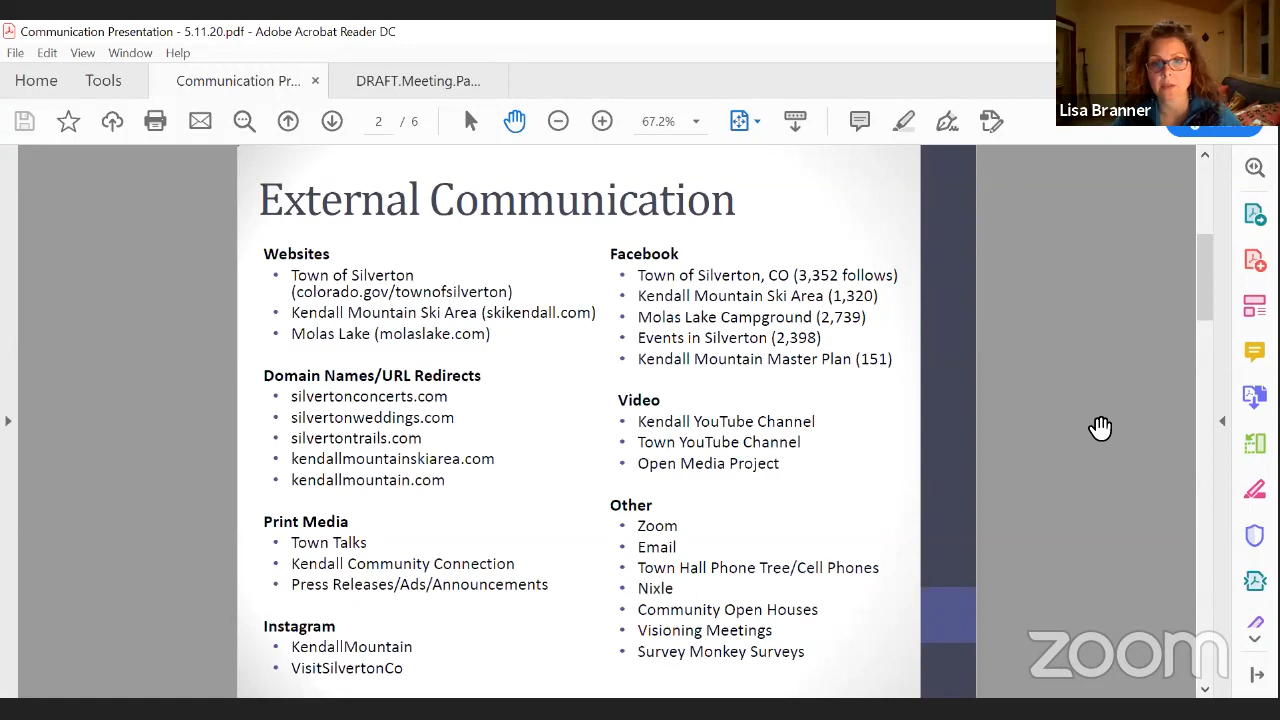 Communication Presentation - 5.11.20.pdf - Adobe Acrobat Reader DC
File Edit View Window Help
Home Tools Communication Pr... × DRAFT.Meeting.Pa...
2 / 6 67.2%
Lisa Branner
External Communication
Websites
• Town of Silverton
(colorado.gov/townofsilverton)
• Kendall Mountain Ski Area (skikendall.com)
• Molas Lake (molaslake.com)
Domain Names/URL Redirects
• silvertonconcerts.com
• silvertonweddings.com
• silvertontrails.com
• kendallmountainskiarea.com
• kendallmountain.com
Print Media
• Town Talks
• Kendall Community Connection
• Press Releases/Ads/Announcements
Instagram
• KendallMountain
• VisitSilvertonCo
Facebook
• Town of Silverton, CO (3,352 follows)
• Kendall Mountain Ski Area (1,320)
• Molas Lake Campground (2,739)
• Events in Silverton (2,398)
• Kendall Mountain Master Plan (151)
Video
• Kendall YouTube Channel
• Town YouTube Channel
• Open Media Project
Other
• Zoom
• Email
• Town Hall Phone Tree/Cell Phones
• Nixle
• Community Open Houses
• Visioning Meetings
• Survey Monkey Surveys
zoom